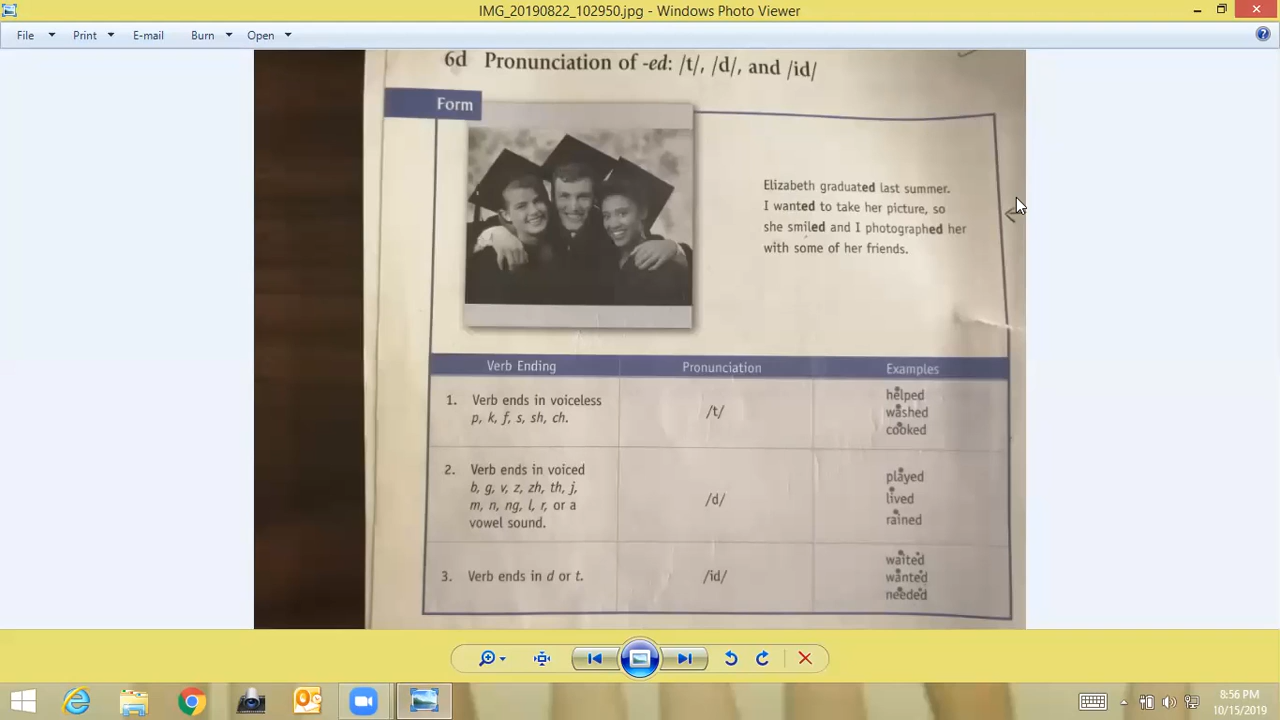 IMG_20190822_102950.jpg - Windows Photo Viewer
File Print E-mail Burn Open
6d Pronunciation of -ed: /t/, /d/, and /id/
Form
Elizabeth graduated last summer.
I wanted to take her picture, so
she smiled and I photographed her
with some of her friends.
Verb Ending Pronunciation Examples
1. Verb ends in voiceless
p, k, f, s, sh, ch.
/t/
helped
washed
cooked
2. Verb ends in voiced
b, g, v, z, zh, th, j,
m, n, ng, l, r, or a
vowel sound.
/d/
played
lived
rained
3. Verb ends in d or t.
/id/
waited
wanted
needed
8:56 PM
10/15/2019